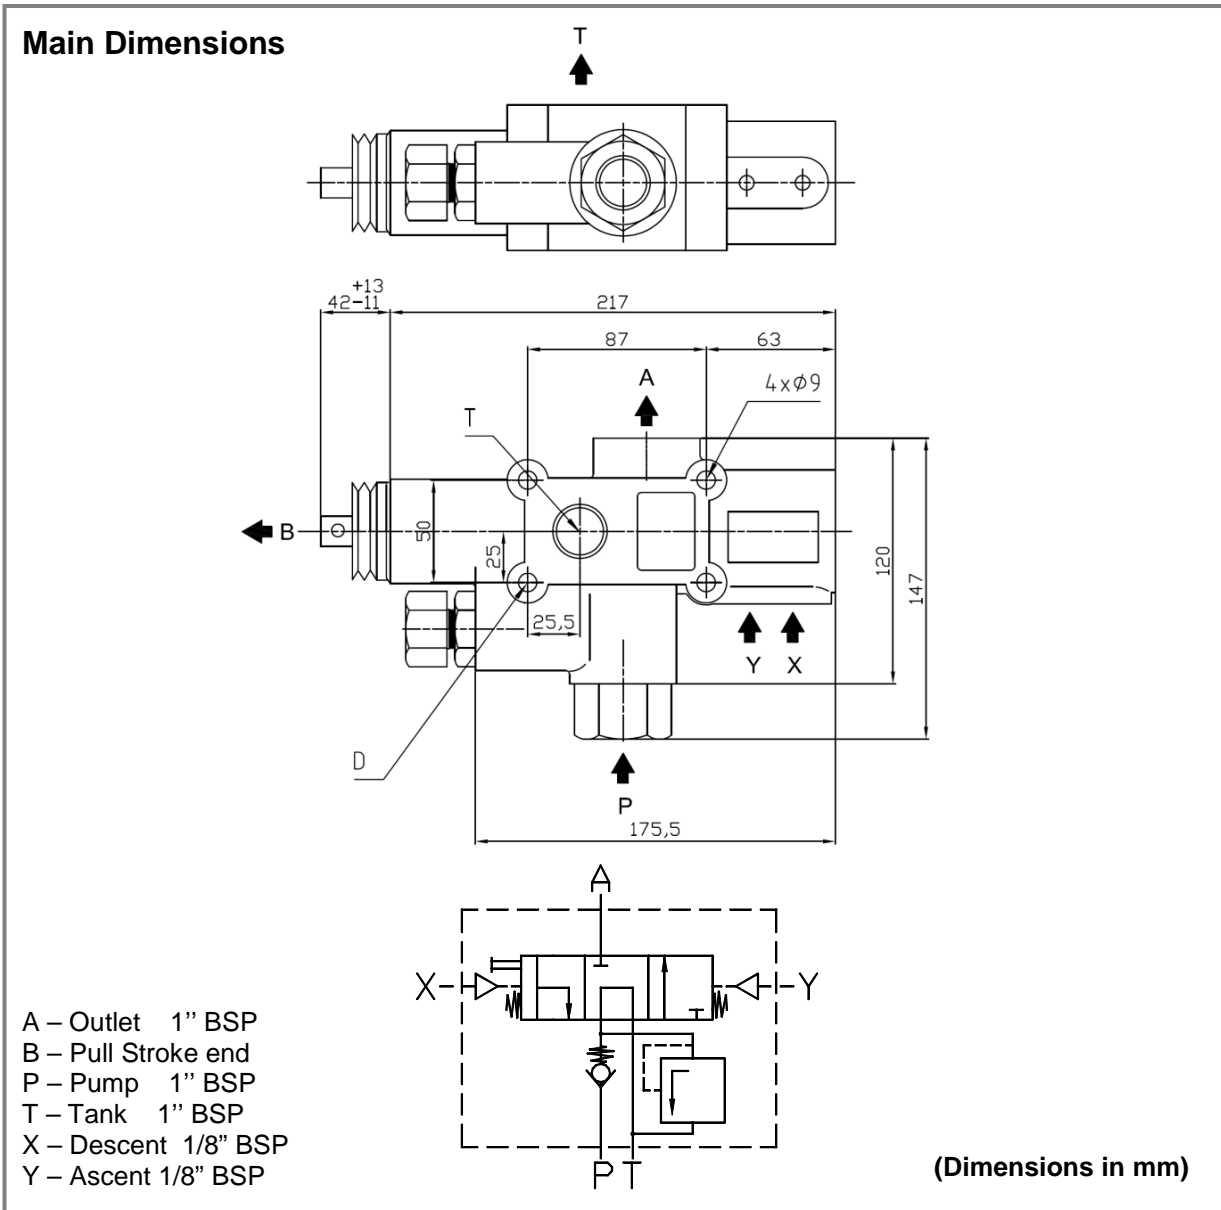 Main Dimensions
T
+13
42-11
217
87
63
A
4xØ9
T
B
50
25
120
147
25,5
Y
X
D
P
175,5
A
X
Y
A – Outlet 1'' BSP
B – Pull Stroke end
P – Pump 1'' BSP
T – Tank 1'' BSP
X – Descent 1/8” BSP
Y – Ascent 1/8” BSP
P T
(Dimensions in mm)